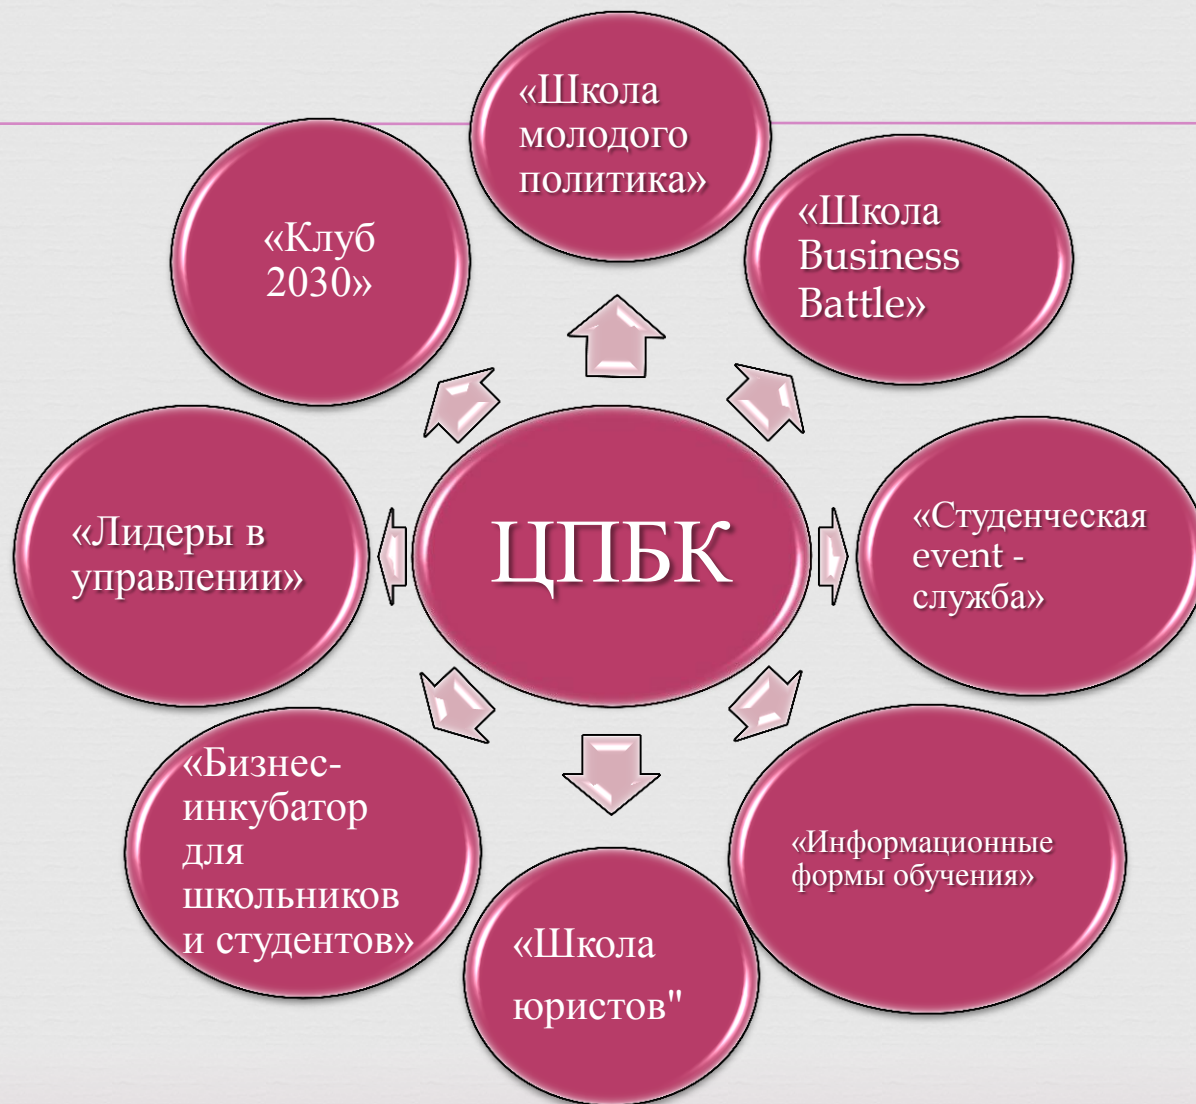 «Школа
молодого
политика»
«Клуб
2030»
«Школа
Business
Battle»
«Лидеры в
управлении»
ЦПБК
«Студенческая
event -
служба»
«Бизнес-
инкубатор
для
школьников
и студентов»
«Информационные
формы обучения»
«Школа
юристов"